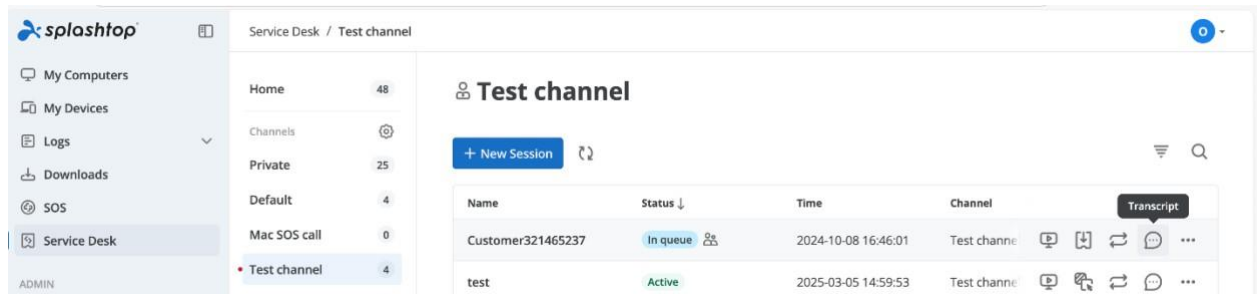 splashtop
Service Desk / Test channel
O
My Computers
My Devices
Logs
Downloads
SOS
Service Desk
ADMIN
Home 48
Channels
Private 25
Default 4
Mac SOS call 0
Test channel 4
Test channel
+ New Session
Name Status ↓ Time Channel
Transcript
Customer321465237 In queue 2024-10-08 16:46:01 Test channe
test Active 2025-03-05 14:59:53 Test channe